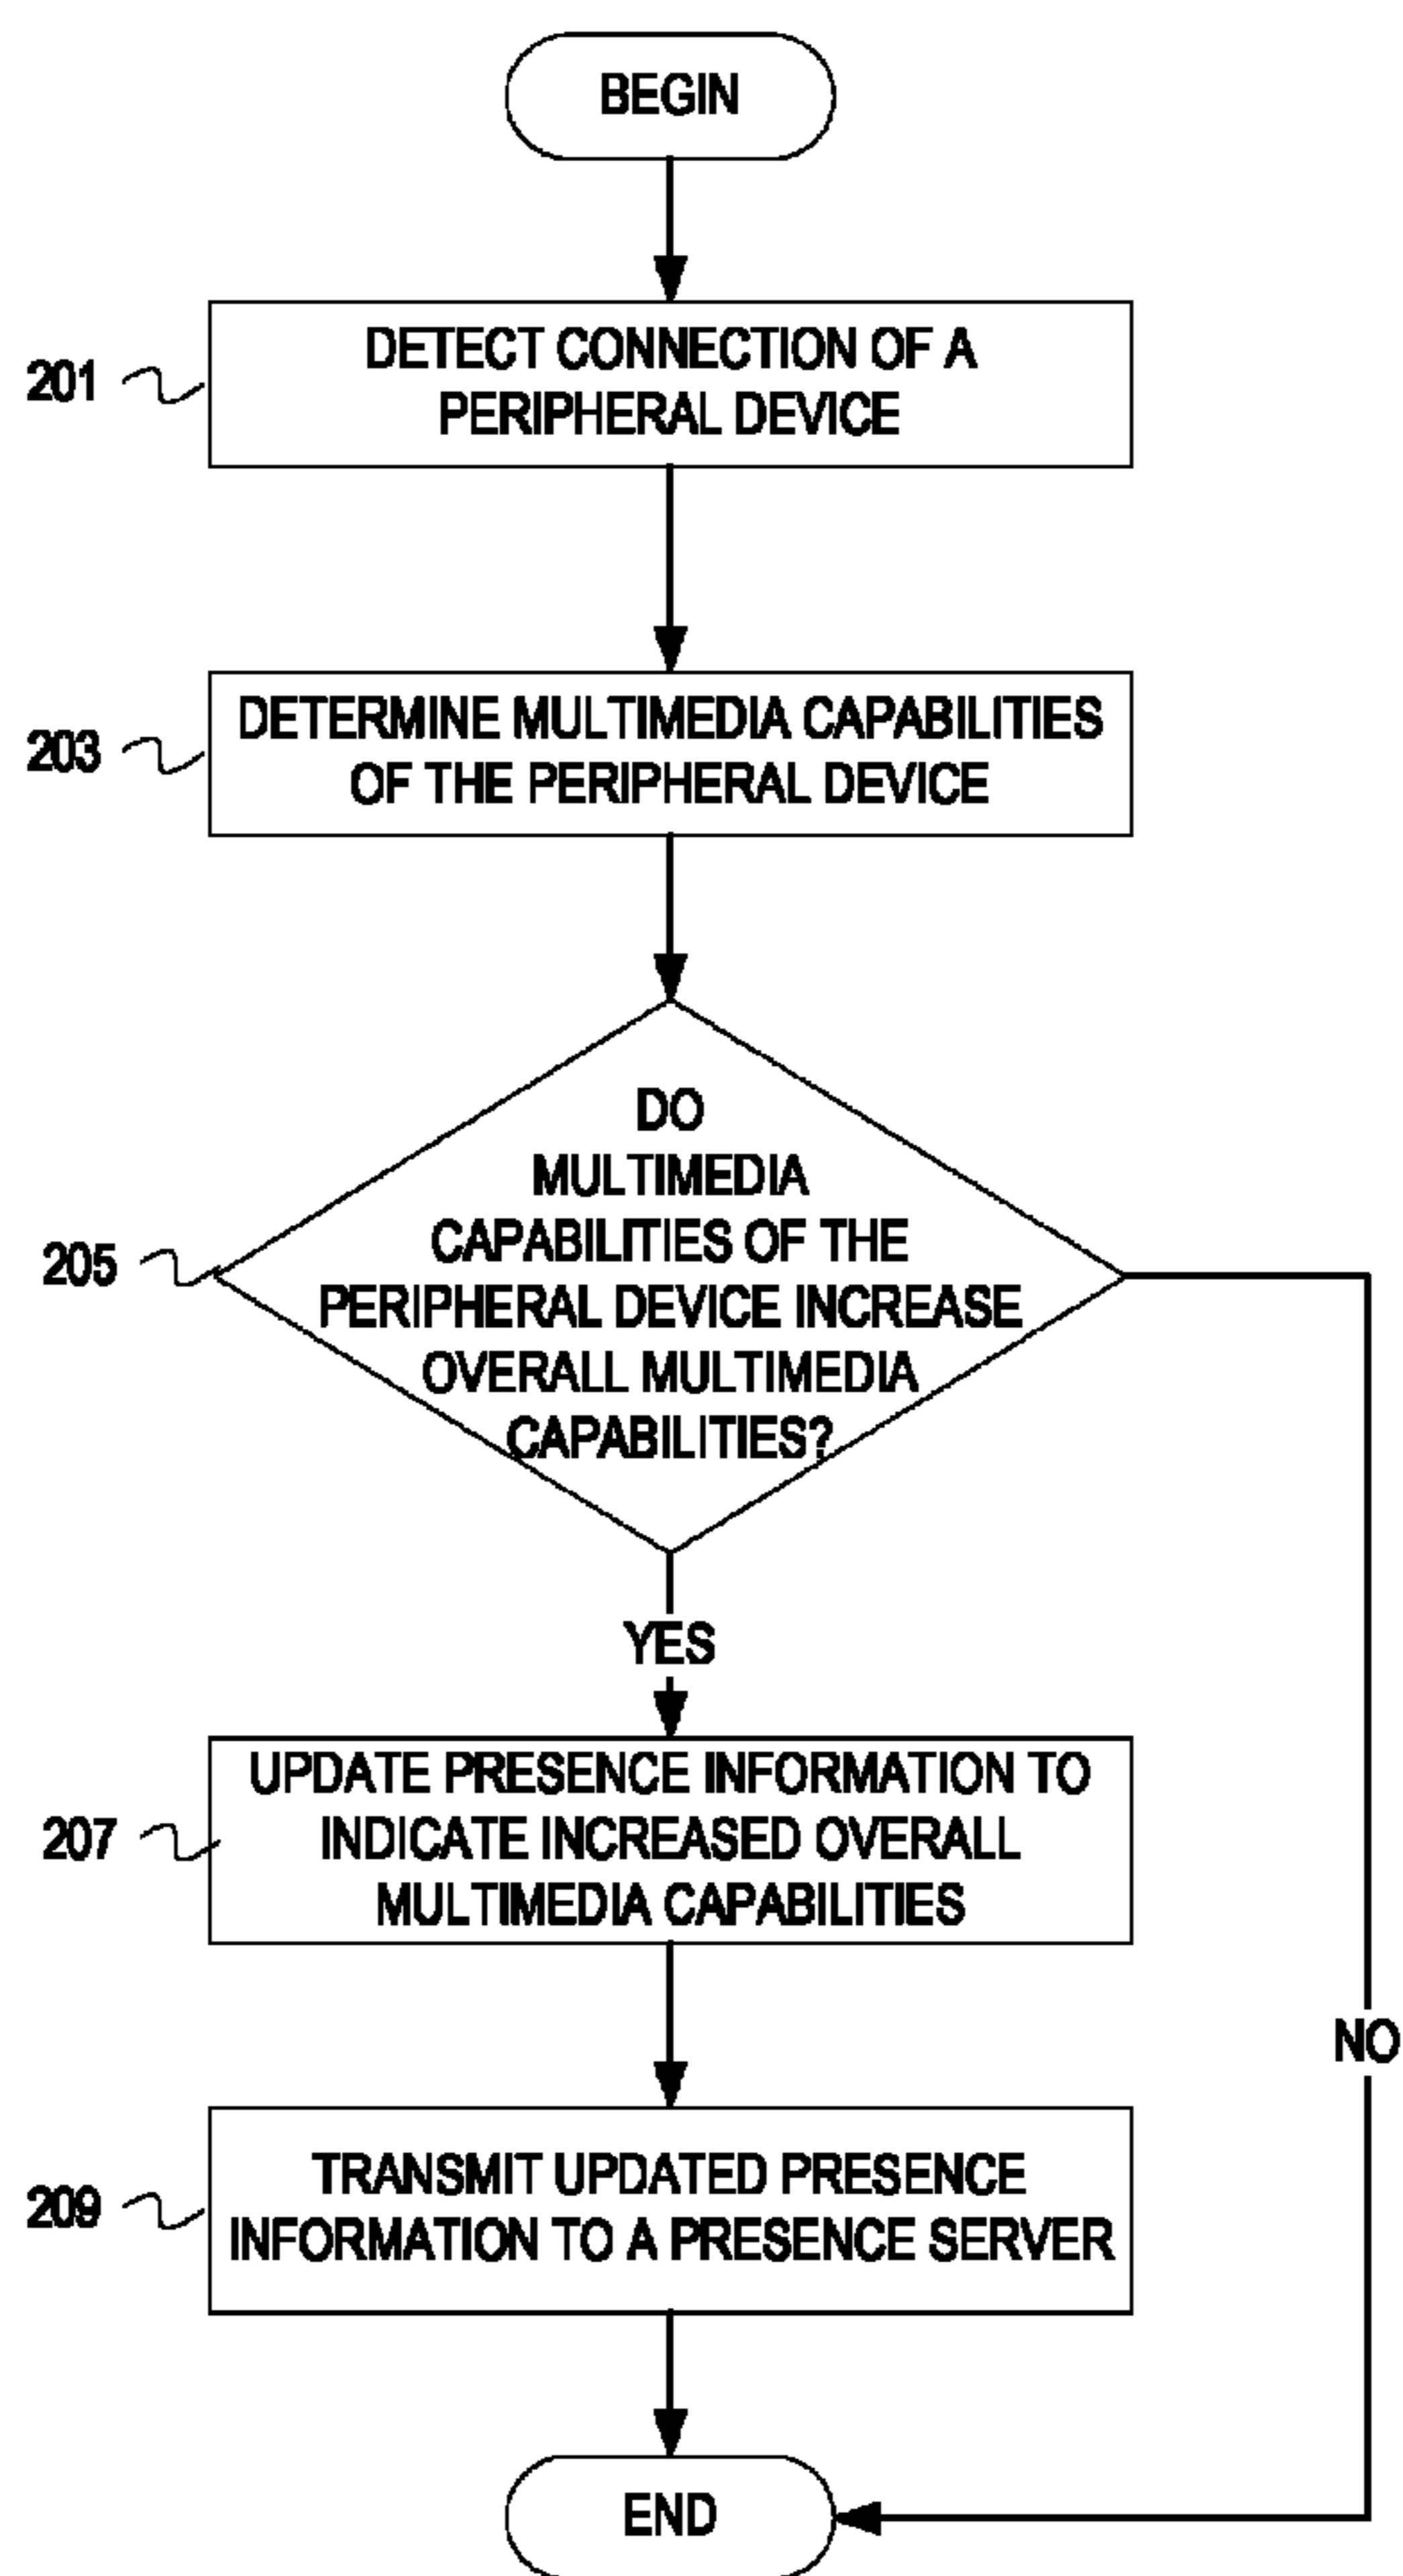 BEGIN
201
DETECT CONNECTION OF A
PERIPHERAL DEVICE
203
DETERMINE MULTIMEDIA CAPABILITIES
OF THE PERIPHERAL DEVICE
205
DO
MULTIMEDIA
CAPABILITIES OF THE
PERIPHERAL DEVICE INCREASE
OVERALL MULTIMEDIA
CAPABILITIES?
YES
207
UPDATE PRESENCE INFORMATION TO
INDICATE INCREASED OVERALL
MULTIMEDIA CAPABILITIES
NO
209
TRANSMIT UPDATED PRESENCE
INFORMATION TO A PRESENCE SERVER
END